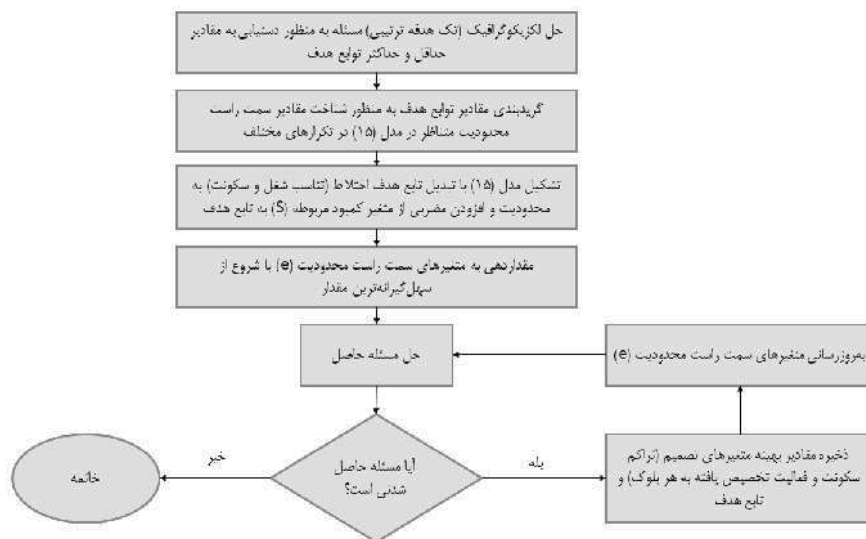 حل لکزیکوگرافیک (تک هدفه ترتیبی) مسئله به منظور دستیابی به مقادیر
حداقل و حداکثر توابع هدف
گریدبندی مقادیر توابع هدف به منظور شناخت مقادیر سمت راست
محدودیت متناظر در مدل (۱۵) در تکرارهای مختلف
تشکیل مدل (۱۵) با تبدیل تابع هدف اختلاط (تناسب شغل و سکونت) به
محدودیت و افزودن مضربی از متغیر کمبود مربوطه (S) به تابع هدف
مقداردهی به متغیرهای سمت راست محدودیت (e) با شروع از
سهل‌گیرانه‌ترین مقدار
حل مسئله حاصل
به‌روزرسانی متغیرهای سمت راست محدودیت (e)
آیا مسئله حاصل
شدنی است؟
خیر
بله
خاتمه
ذخیره مقادیر بهینه متغیرهای تصمیم (تراکم
سکونت و فعالیت تخصیص یافته به هر بلوک) و
تابع هدف